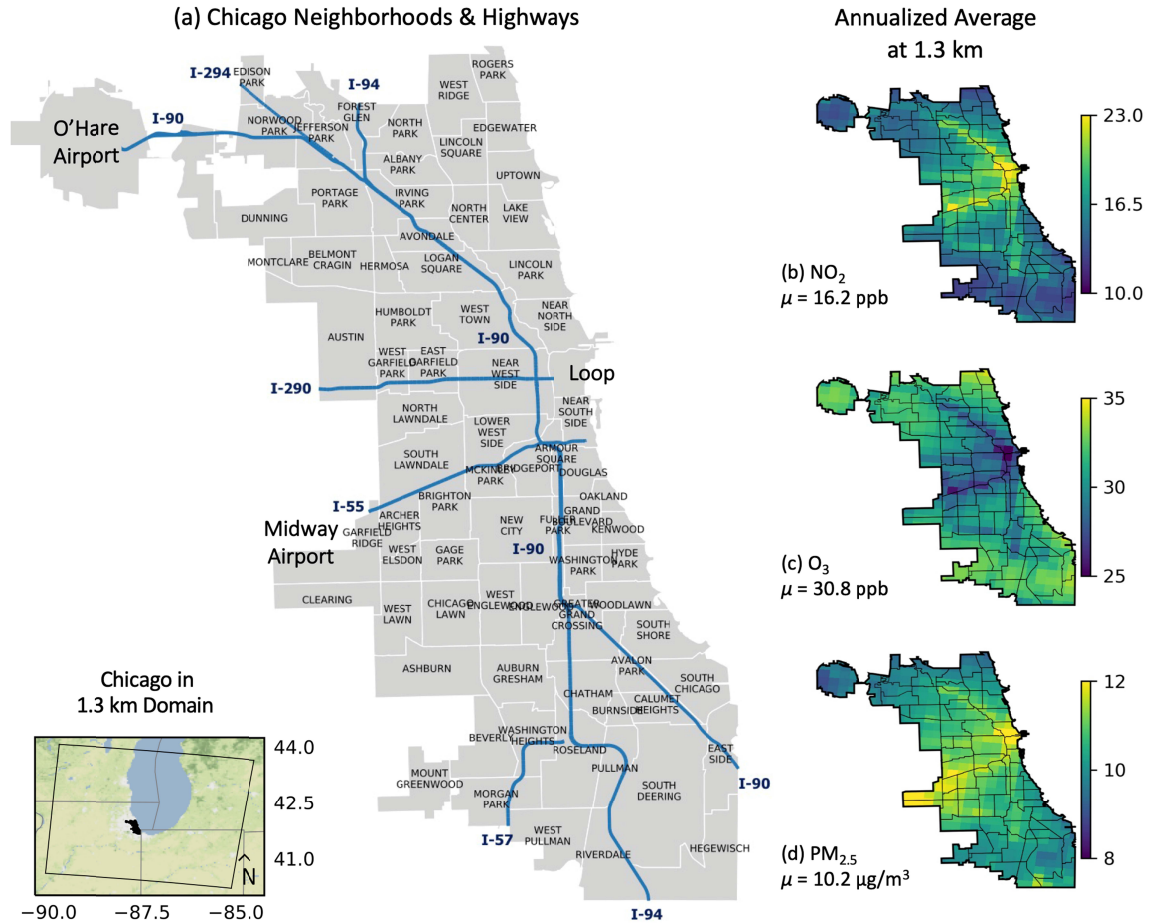 (a) Chicago Neighborhoods & Highways
Annualized Average
at 1.3 km
I-294
EDISON
PARK
I-94
ROGERS
PARK
WEST
RIDGE
FOREST
GLEN
I-90
O'Hare
Airport
NORWOOD
PARK
JEFFERSON
PARK
NORTH
PARK
EDGEWATER
LINCOLN
SQUARE
ALBANY
PARK
UPTOWN
PORTAGE
PARK
IRVING
PARK
DUNNING
NORTH
CENTER
LAKE
VIEW
AVONDALE
MONTCLARE
BELMONT
CRAGIN
HERMOSA
LOGAN
SQUARE
LINCOLN
PARK
HUMBOLDT
PARK
WEST
TOWN
NEAR
NORTH
SIDE
AUSTIN
I-90
WEST
GARFIELD
PARK
EAST
GARFIELD
PARK
NEAR
WEST
SIDE
Loop
I-290
NORTH
LAWNDALE
NEAR
SOUTH
SIDE
LOWER
WEST
SIDE
SOUTH
LAWNDALE
ARMOUR
SQUARE
MCKINLEY
PARK
BRIDGEPORT
DOUGLAS
BRIGHTON
PARK
OAKLAND
I-55
ARCHER
HEIGHTS
NEW
CITY
FULLER
PARK
GRAND
BOULEVARD
KENWOOD
Midway
Airport
GARFIELD
RIDGE
WEST
ELSDON
GAGE
PARK
I-90
WASHINGTON
PARK
HYDE
PARK
CLEARING
WEST
LAWN
CHICAGO
LAWN
WEST
ENGLEWOOD
ENGLEWOOD
GREATER
GRAND
CROSSING
WOODLAWN
SOUTH
SHORE
ASHBURN
AUBURN
GRESHAM
AVALON
PARK
SOUTH
CHICAGO
CHATHAM
BURNSIDE
CALUMET
HEIGHTS
BEVERLY
WASHINGTON
HEIGHTS
ROSELAND
EAST
SIDE
PULLMAN
MOUNT
GREENWOOD
MORGAN
PARK
SOUTH
DEERING
I-90
I-57
WEST
PULLMAN
RIVERDALE
HEGEWISCH
I-94
Chicago in
1.3 km Domain
44.0
42.5
41.0
N
−90.0 −87.5 −85.0
23.0
16.5
10.0
(b) NO₂
μ = 16.2 ppb
35
30
25
(c) O₃
μ = 30.8 ppb
12
10
8
(d) PM₂.₅
μ = 10.2 μg/m³